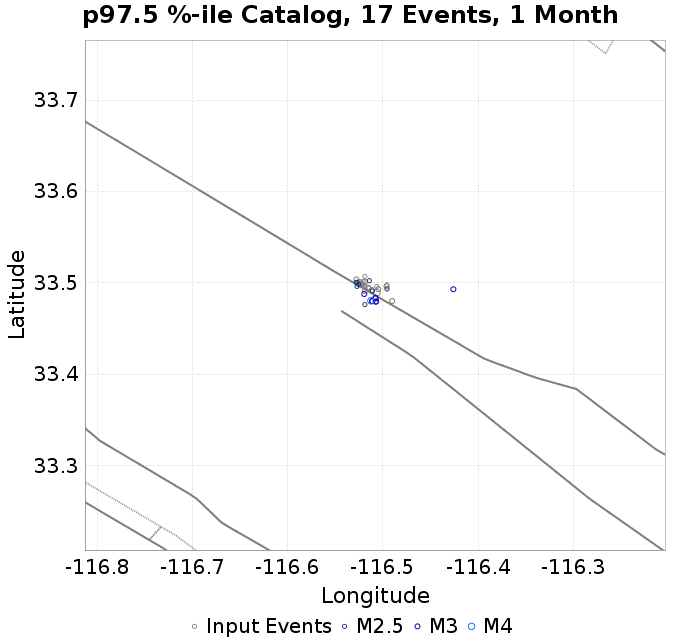 p97.5 %-ile Catalog, 17 Events, 1 Month
33.7
33.6
33.5
33.4
33.3
Latitude
-116.8 -116.7 -116.6 -116.5 -116.4 -116.3
Longitude
Input Events M2.5 M3 M4